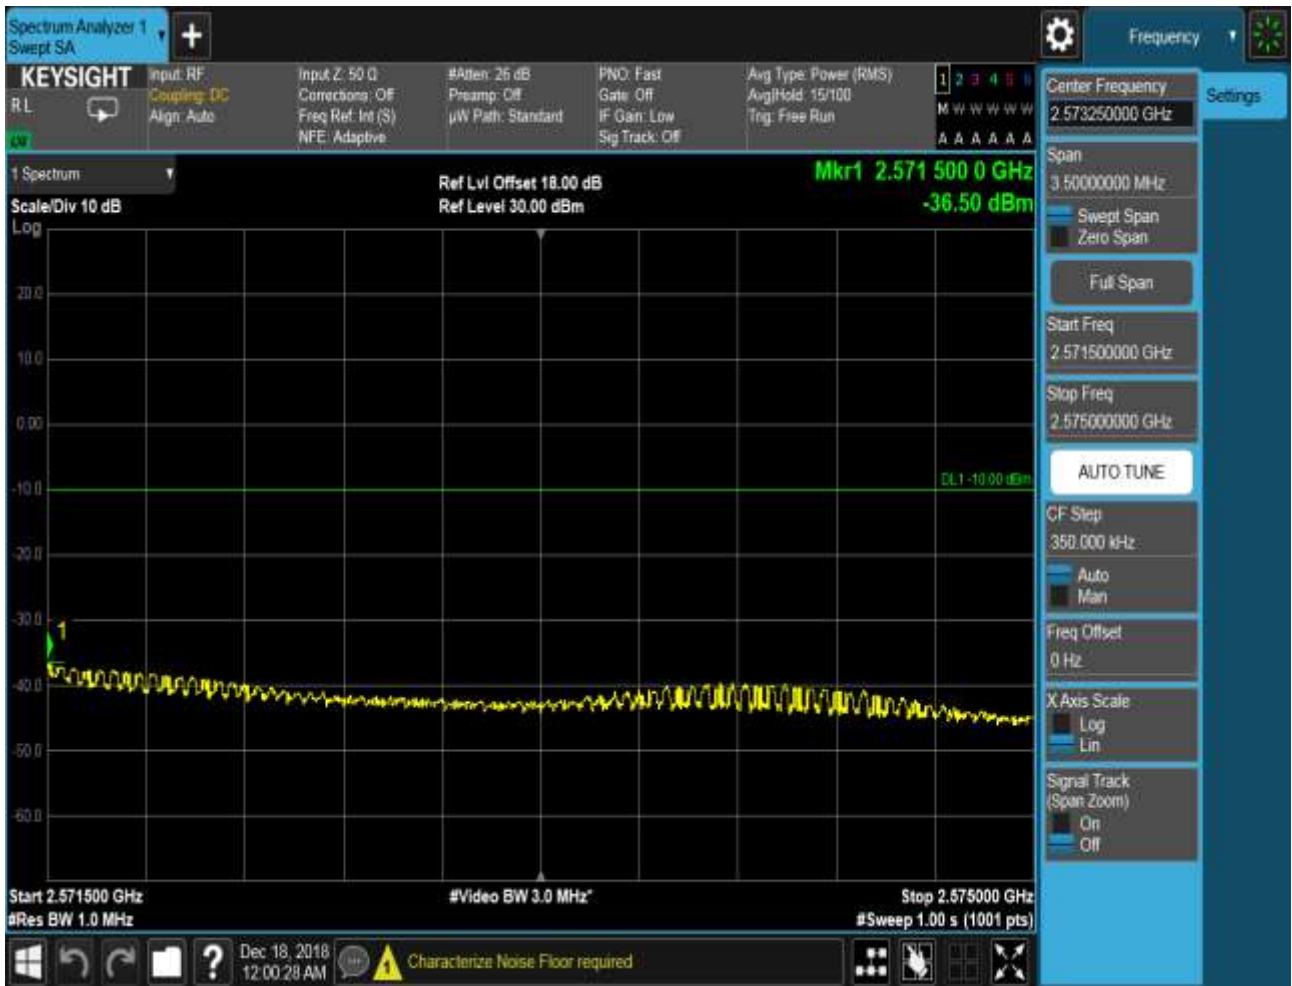 Spectrum Analyzer 1
Swept SA
Frequency
KEYSIGHT
R L
Input: RF
Coupling: DC
Align: Auto
Input Z: 50 Ω
Corrections: Off
Freq Ref: Int (S)
NFE: Adaptive
#Atten: 26 dB
Preamp: Off
µW Path: Standard
PNO: Fast
Gate: Off
IF Gain: Low
Sig Track: Off
Avg Type: Power (RMS)
Avg|Hold: 15/100
Trig: Free Run
1 2 3 4 5 6
M W W W W W
A A A A A A
1 Spectrum
Scale/Div 10 dB
Log
Ref Lvl Offset 18.00 dB
Ref Level 30.00 dBm
Mkr1 2.571 500 0 GHz
-36.50 dBm
20.0
10.0
0.00
-10.0
-20.0
-30.0
-40.0
-50.0
-60.0
DL1 -10.00 dBm
1
Start 2.571500 GHz
#Res BW 1.0 MHz
#Video BW 3.0 MHz*
Stop 2.575000 GHz
#Sweep 1.00 s (1001 pts)
Center Frequency
2.573250000 GHz
Settings
Span
3.50000000 MHz
Swept Span
Zero Span
Full Span
Start Freq
2.571500000 GHz
Stop Freq
2.575000000 GHz
AUTO TUNE
CF Step
350.000 kHz
Auto
Man
Freq Offset
0 Hz
X Axis Scale
Log
Lin
Signal Track
(Span Zoom)
On
Off
?
Dec 18, 2018
12:00:28 AM
1
Characterize Noise Floor required